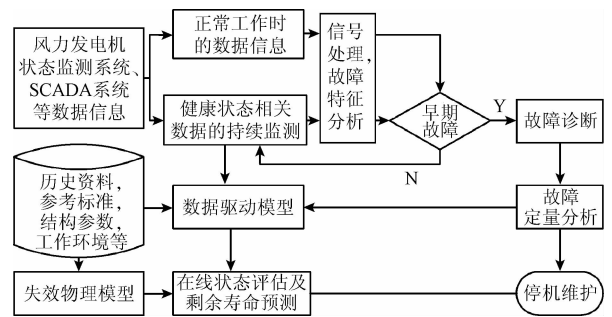 风力发电机
状态监测系统、
SCADA系统
等数据信息
正常工作时
的数据信息
健康状态相关
数据的持续监测
信号
处理,
故障
特征
分析
早期
故障
Y
N
故障诊断
历史资料,
参考标准,
结构参数,
工作环境等
数据驱动模型
故障
定量分析
失效物理模型
在线状态评估及
剩余寿命预测
停机维护